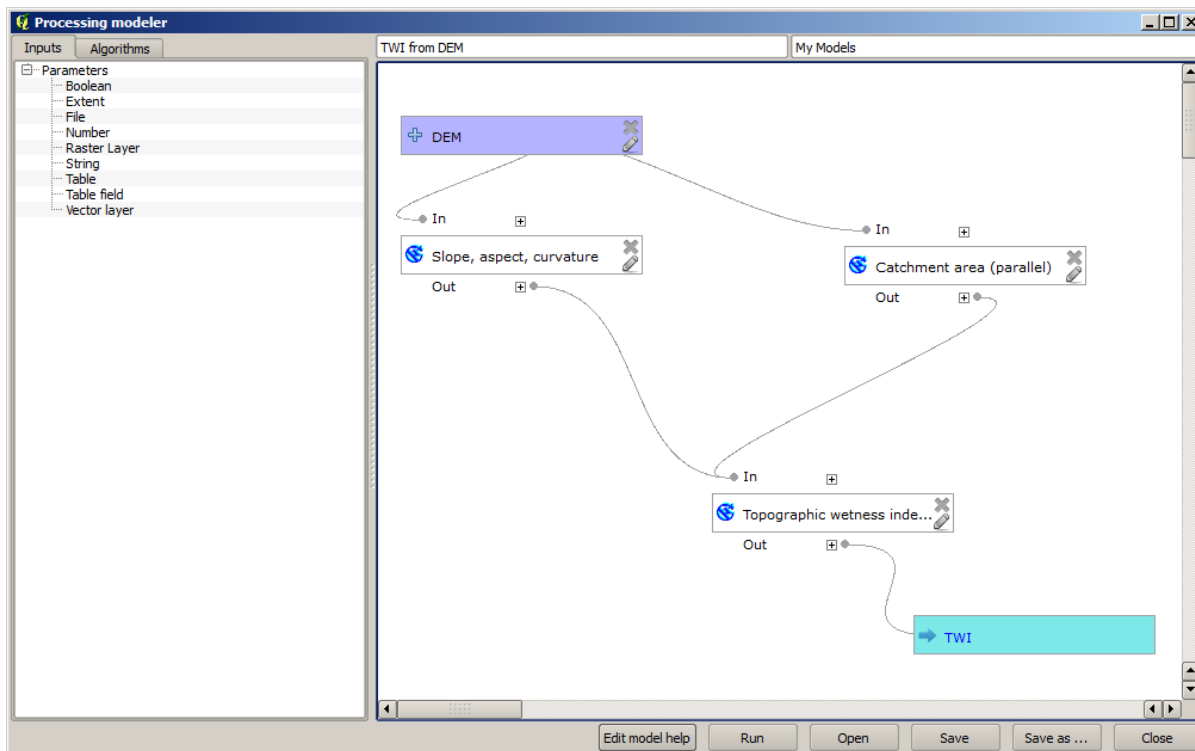 Processing modeler
Inputs
Algorithms
TWI from DEM
My Models
Parameters
Boolean
Extent
File
Number
Raster Layer
String
Table
Table field
Vector layer
DEM
In
Slope, aspect, curvature
Out
In
Catchment area (parallel)
Out
In
Topographic wetness inde...
Out
TWI
Edit model help
Run
Open
Save
Save as ...
Close